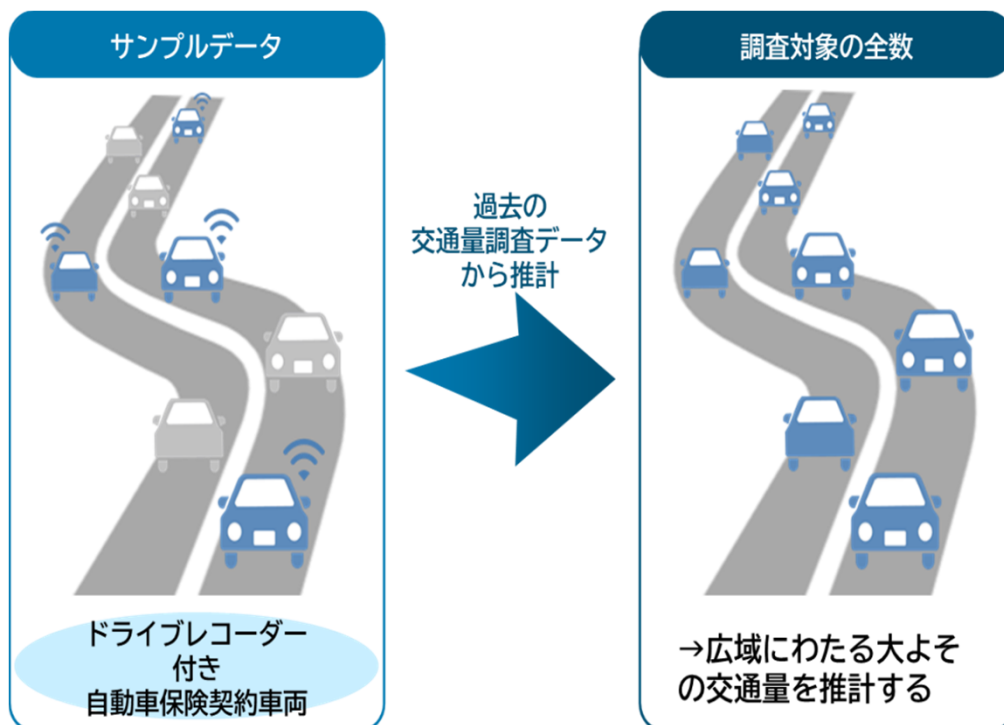 サンプルデータ
ドライブレコーダー
付き
自動車保険契約車両
過去の
交通量調査データ
から推計
調査対象の全数
→広域にわたる大よそ
の交通量を推計する